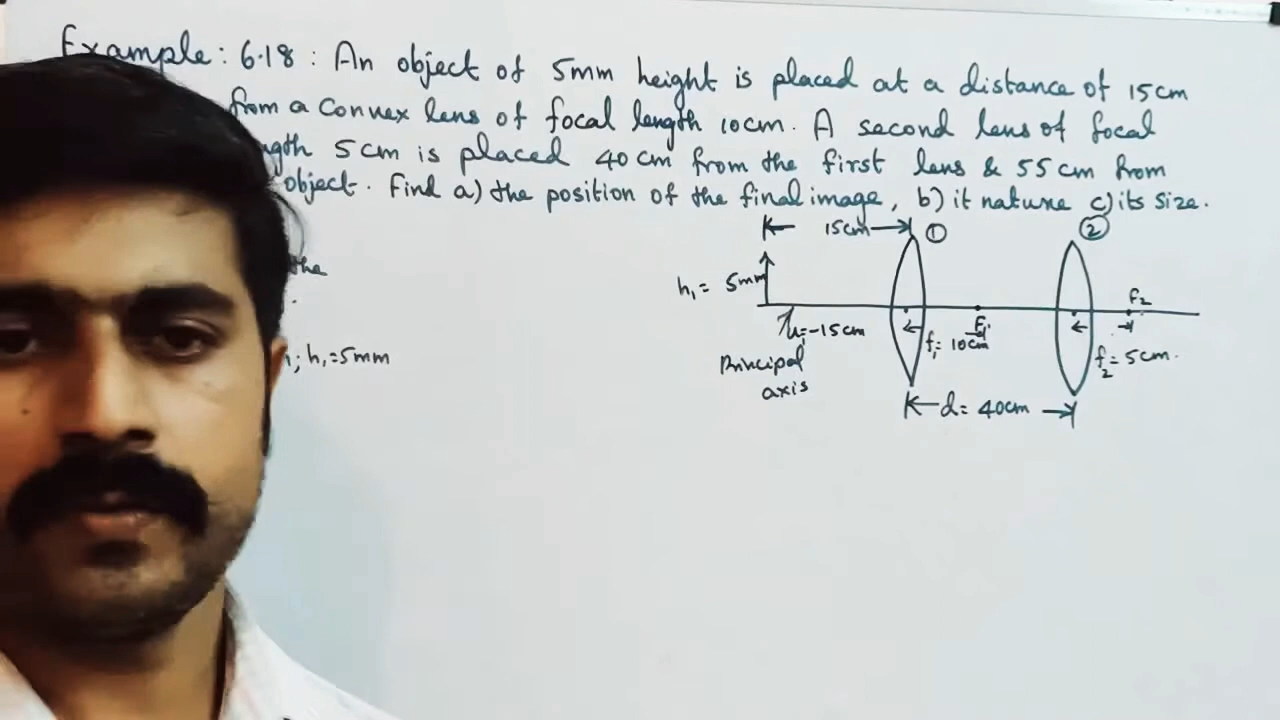 Example: 6.18 : An object of 5mm height is placed at a distance of 15cm
from a Convex lens of focal length 10cm. A second lens of focal
ngth 5cm is placed 40cm from the first lens & 55cm from
object. Find a) the position of the final image, b) it nature c) its size.
15cm ① ②
the
h₁ = 5mm
F₂
u₁=-15cm
F₁
f₁= 10cm
; h₁=5mm
f₂= 5cm.
Principal
axis
d= 40cm